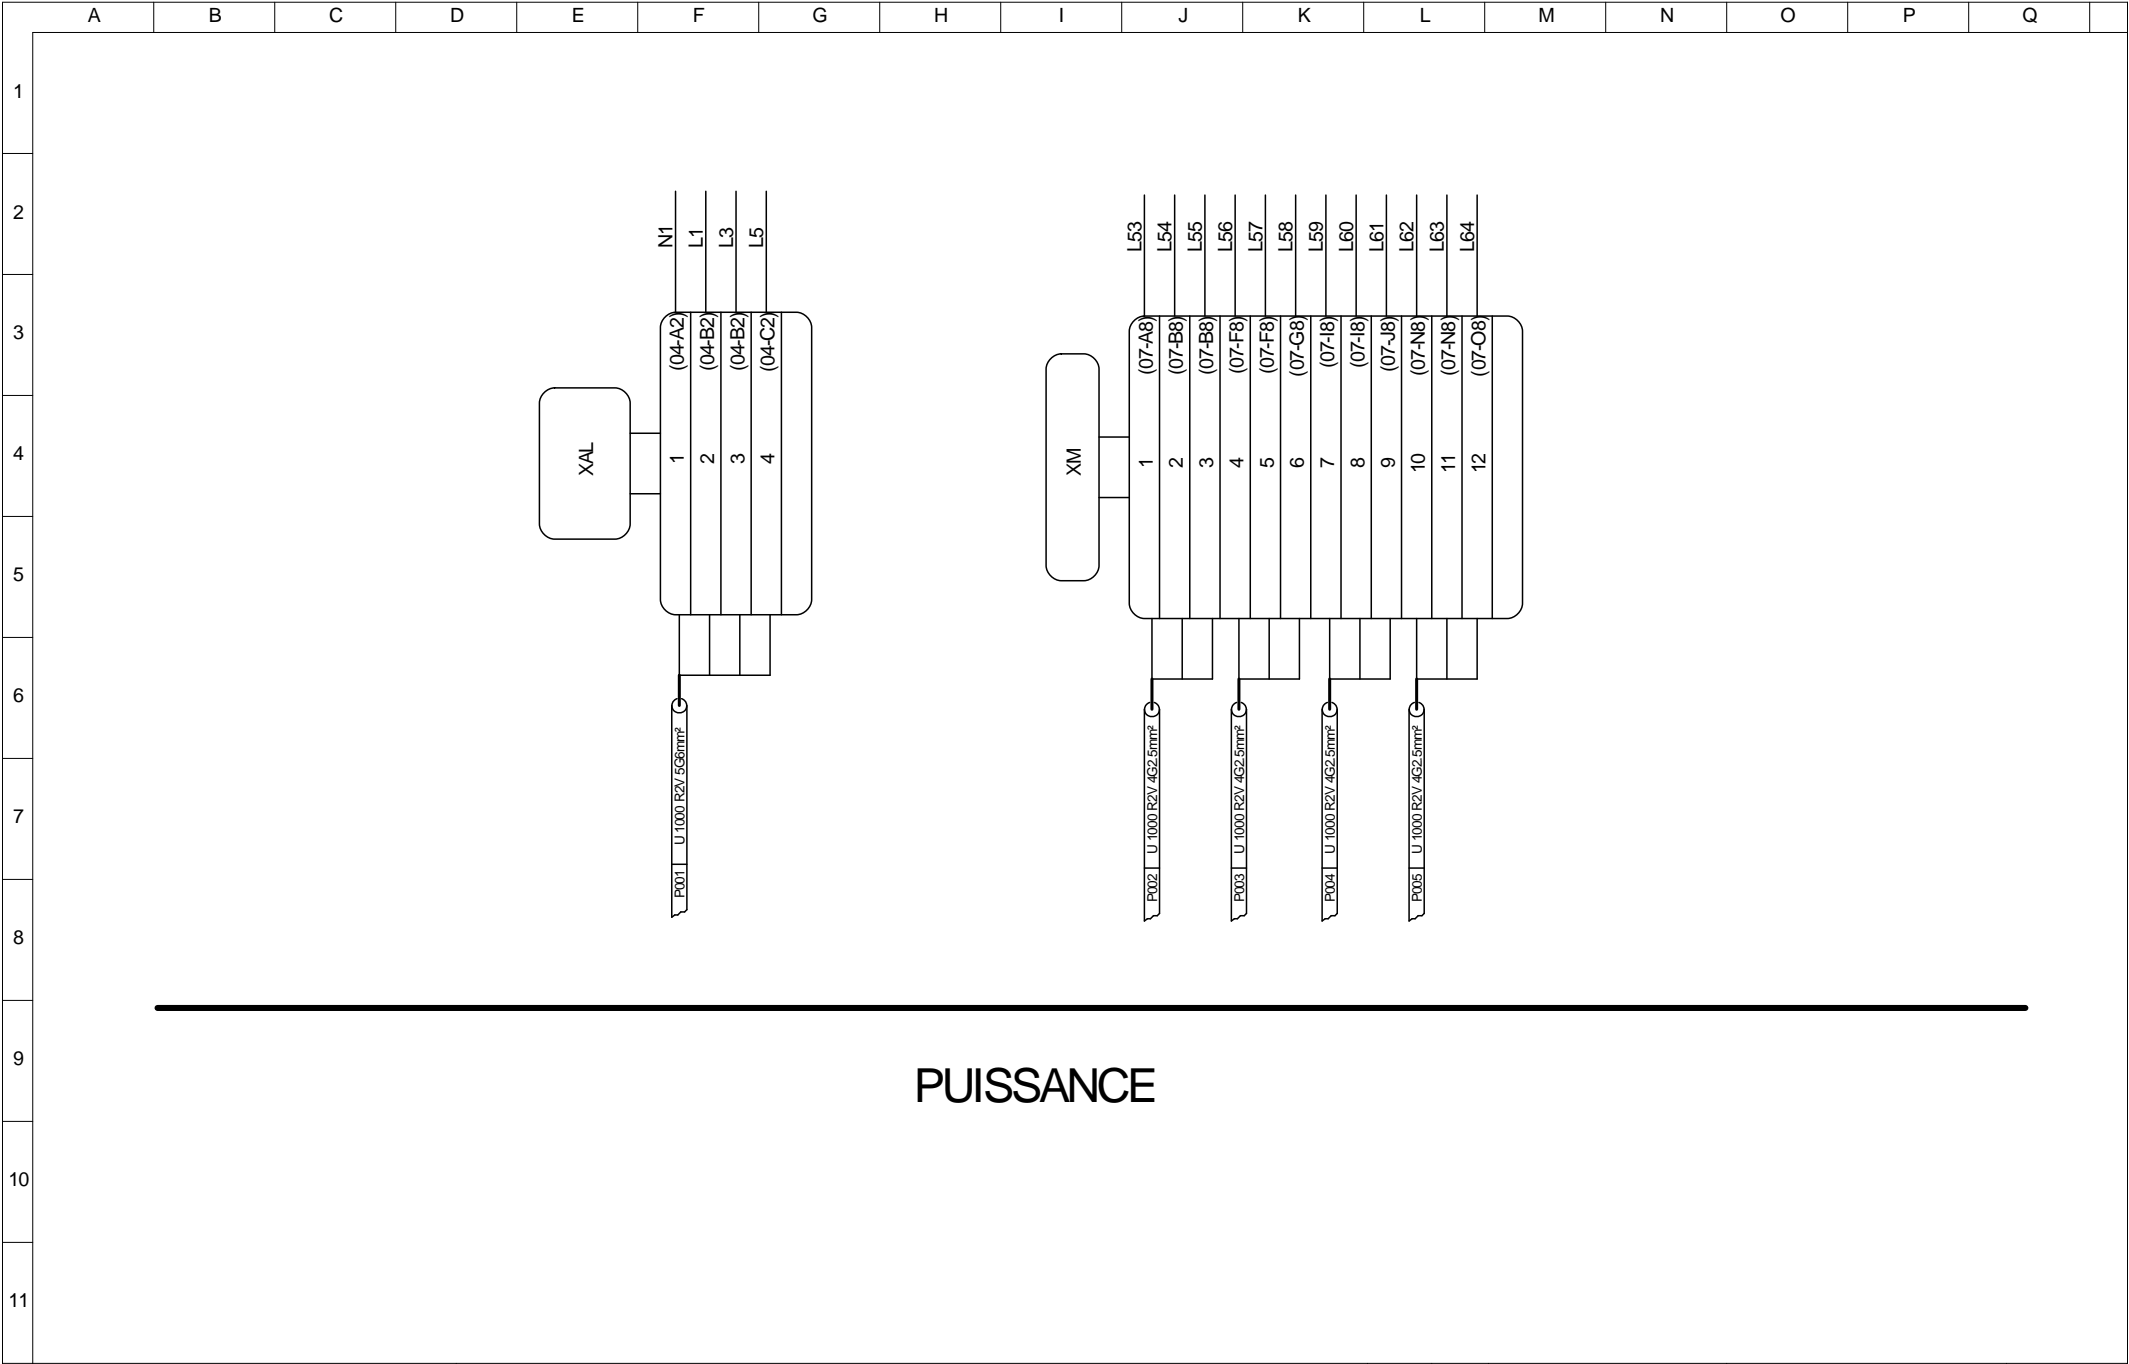 A B C D E F G H I J K L M N O P Q
1
2
3
4
5
6
7
8
9
10
11
N1 L1 L3 L5
(04-A2) (04-B2) (04-B2) (04-C2)
XAL
1 2 3 4
P001 U 1000 R2V 5G6mm²
L53 L54 L55 L56 L57 L58 L59 L60 L61 L62 L63 L64
(07-A8) (07-B8) (07-B8) (07-F8) (07-F8) (07-G8) (07-I8) (07-I8) (07-J8) (07-N8) (07-N8) (07-O8)
XM
1 2 3 4 5 6 7 8 9 10 11 12
P002 U 1000 R2V 4G2.5mm²
P003 U 1000 R2V 4G2.5mm²
P004 U 1000 R2V 4G2.5mm²
P005 U 1000 R2V 4G2.5mm²
PUISSANCE